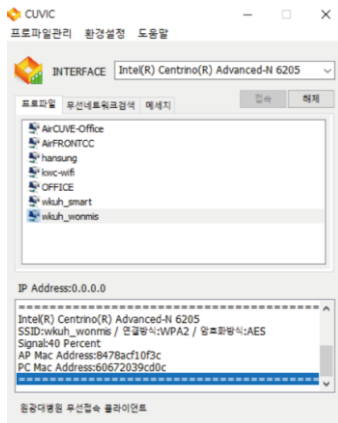 CUVIC
프로파일관리 환경설정 도움말
INTERFACE Intel(R) Centrino(R) Advanced-N 6205
접속 해제
프로파일 무선네트워크검색 메세지
AirCUVE-Office
AirFRONTCC
hansung
kwc-wifi
OFFICE
wkuh_smart
wkuh_wonmis
IP Address:0.0.0.0
Intel(R) Centrino(R) Advanced-N 6205
SSID:wkuh_wonmis / 연결방식:WPA2 / 암호화방식:AES
Signal:40 Percent
AP Mac Address:8478acf10f3c
PC Mac Address:60672039cd0c
원광대병원 무선접속 클라이언트